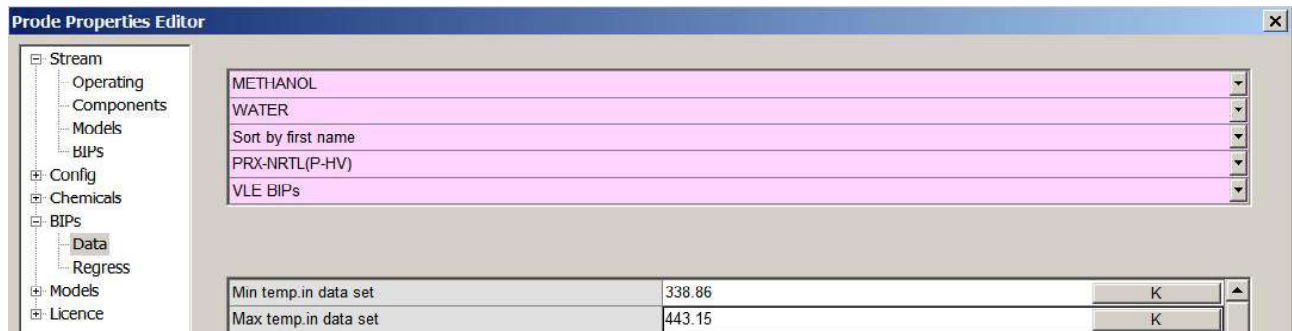 Prode Properties Editor
Stream
Operating
Components
Models
BIPs
Config
Chemicals
BIPs
Data
Regress
Models
Licence
METHANOL
WATER
Sort by first name
PRX-NRTL(P-HV)
VLE BIPs
Min temp.in data set 338.86 K
Max temp.in data set 443.15 K